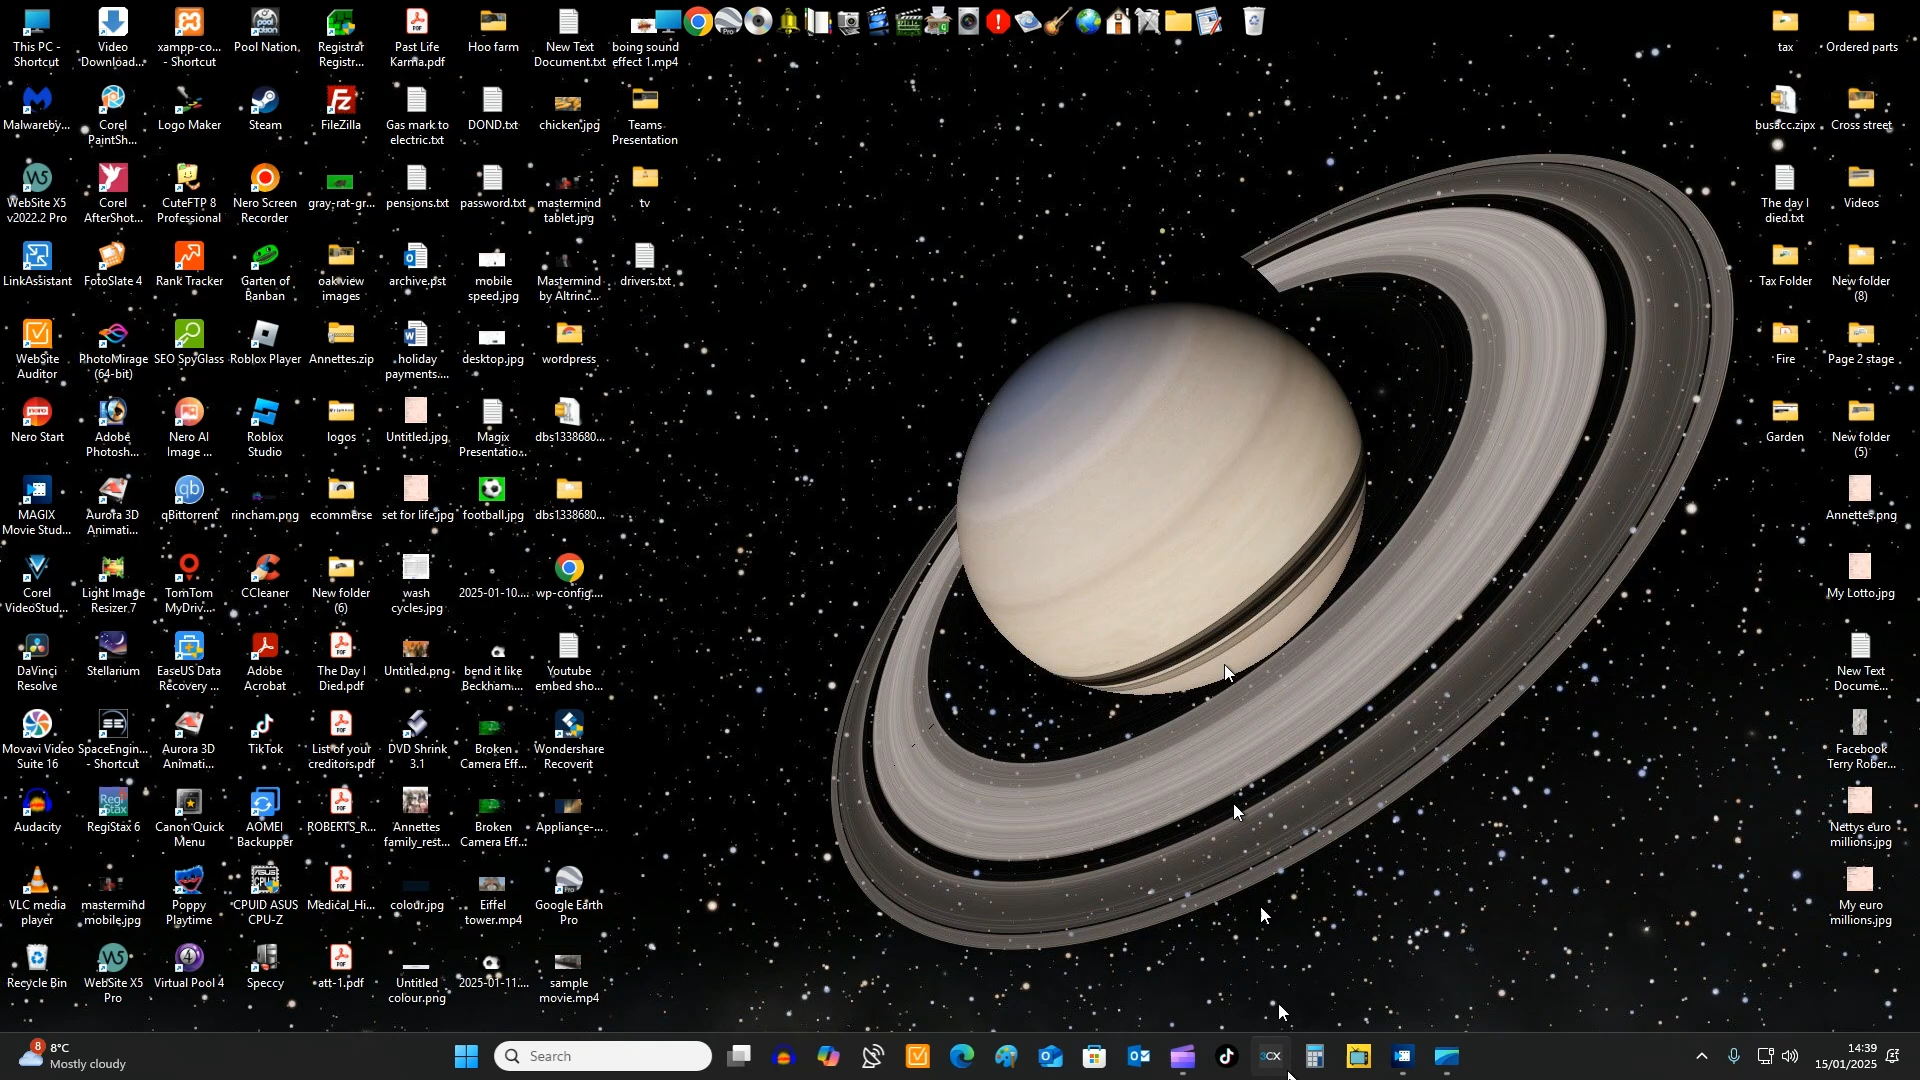 This PC -
Shortcut
Video
Download...
xampp-co...
- Shortcut
Pool Nation
Registrar
Registr...
Past Life
Karma.pdf
Hoo farm
New Text
Document.txt
boing sound
effect 1.mp4
tax
Ordered parts
Malwareby...
Corel
PaintSh...
Logo Maker
Steam
FileZilla
Gas mark to
electric.txt
DOND.txt
chicken.jpg
Teams
Presentation
busacc.zipx
Cross street
WebSite X5
v2022.2 Pro
Corel
AfterShot...
CuteFTP 8
Professional
Nero Screen
Recorder
gray-rat-gr...
pensions.txt
password.txt
mastermind
tablet.jpg
tv
The day I
died.txt
Videos
LinkAssistant
FotoSlate 4
Rank Tracker
Garten of
Banban
oak view
images
archive.pst
mobile
speed.jpg
Mastermind
by Altrinc...
drivers.txt
Tax Folder
New folder
(8)
WebSite
Auditor
PhotoMirage
(64-bit)
SEO SpyGlass
Roblox Player
Annettes.zip
holiday
payments....
desktop.jpg
wordpress
Fire
Page 2 stage
Nero Start
Adobe
Photosh...
Nero AI
Image ...
Roblox
Studio
logos
Untitled.jpg
Magix
Presentatio...
dbs1338680...
Garden
New folder
(5)
MAGIX
Movie Stud...
Aurora 3D
Animati...
qBittorrent
rincham.png
ecommerse
set for life.jpg
football.jpg
dbs1338680...
Annettes.png
Corel
VideoStud...
Light Image
Resizer 7
TomTom
MyDriv...
CCleaner
New folder
(6)
wash
cycles.jpg
2025-01-10....
wp-config....
My Lotto.jpg
DaVinci
Resolve
Stellarium
EaseUS Data
Recovery ...
Adobe
Acrobat
The Day I
Died.pdf
Untitled.png
bend it like
Beckham....
Youtube
embed sho...
New Text
Docume...
Movavi Video
Suite 16
SpaceEngin...
- Shortcut
Aurora 3D
Animati...
TikTok
List of your
creditors.pdf
DVD Shrink
3.1
Broken
Camera Eff...
Wondershare
Recoverit
Facebook
Terry Rober...
Audacity
RegiStax 6
Canon Quick
Menu
AOMEI
Backupper
ROBERTS_R...
Annettes
family_rest...
Broken
Camera Eff...
Appliance-...
Nettys euro
millions.jpg
VLC media
player
mastermind
mobile.jpg
Poppy
Playtime
CPUID ASUS
CPU-Z
Medical_Hi...
colour.jpg
Eiffel
tower.mp4
Google Earth
Pro
My euro
millions.jpg
Recycle Bin
WebSite X5
Pro
Virtual Pool 4
Speccy
att-1.pdf
Untitled
colour.png
2025-01-11....
sample
movie.mp4
8
8°C
Mostly cloudy
Search
3CX
14:39
15/01/2025